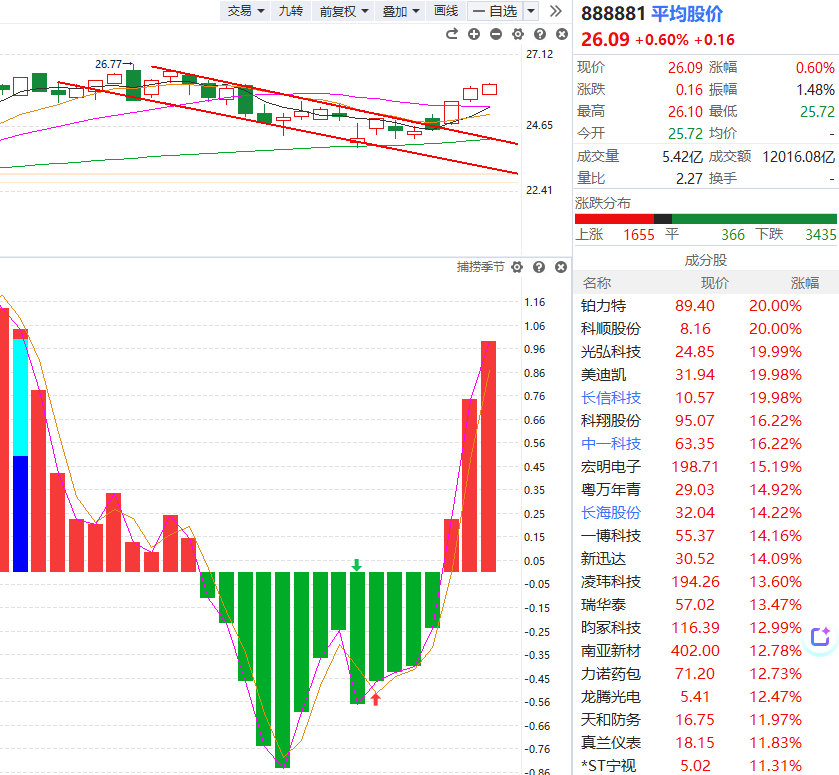 交易 九转 前复权 叠加 画线 一 自选
888881 平均股价
26.09 +0.60% +0.16
26.77
27.12
24.65
22.41
现价 26.09 涨幅 0.60%
涨跌 0.16 振幅 1.48%
最高 26.10 最低 25.72
今开 25.72 均价 -
成交量 5.42亿 成交额 12016.08亿
量比 2.27 换手 -
涨跌分布
上涨 1655 平 366 下跌 3435
成分股
名称 现价 涨幅
铂力特 89.40 20.00%
科顺股份 8.16 20.00%
光弘科技 24.85 19.99%
美迪凯 31.94 19.98%
长信科技 10.57 19.98%
科翔股份 95.07 16.22%
中一科技 63.35 16.22%
宏明电子 198.71 15.19%
粤万年青 29.03 14.92%
长海股份 32.04 14.22%
一博科技 55.37 14.16%
新迅达 30.52 14.09%
凌玮科技 194.26 13.60%
瑞华泰 57.02 13.47%
昀冢科技 116.39 12.99%
南亚新材 402.00 12.78%
力诺药包 71.20 12.73%
龙腾光电 5.41 12.47%
天和防务 16.75 11.97%
真兰仪表 18.15 11.83%
*ST宁视 5.02 11.31%
捕捞季节
1.16
1.06
0.96
0.86
0.76
0.66
0.56
0.45
0.35
0.25
0.15
0.05
-0.05
-0.15
-0.25
-0.35
-0.45
-0.56
-0.66
-0.76
-0.86